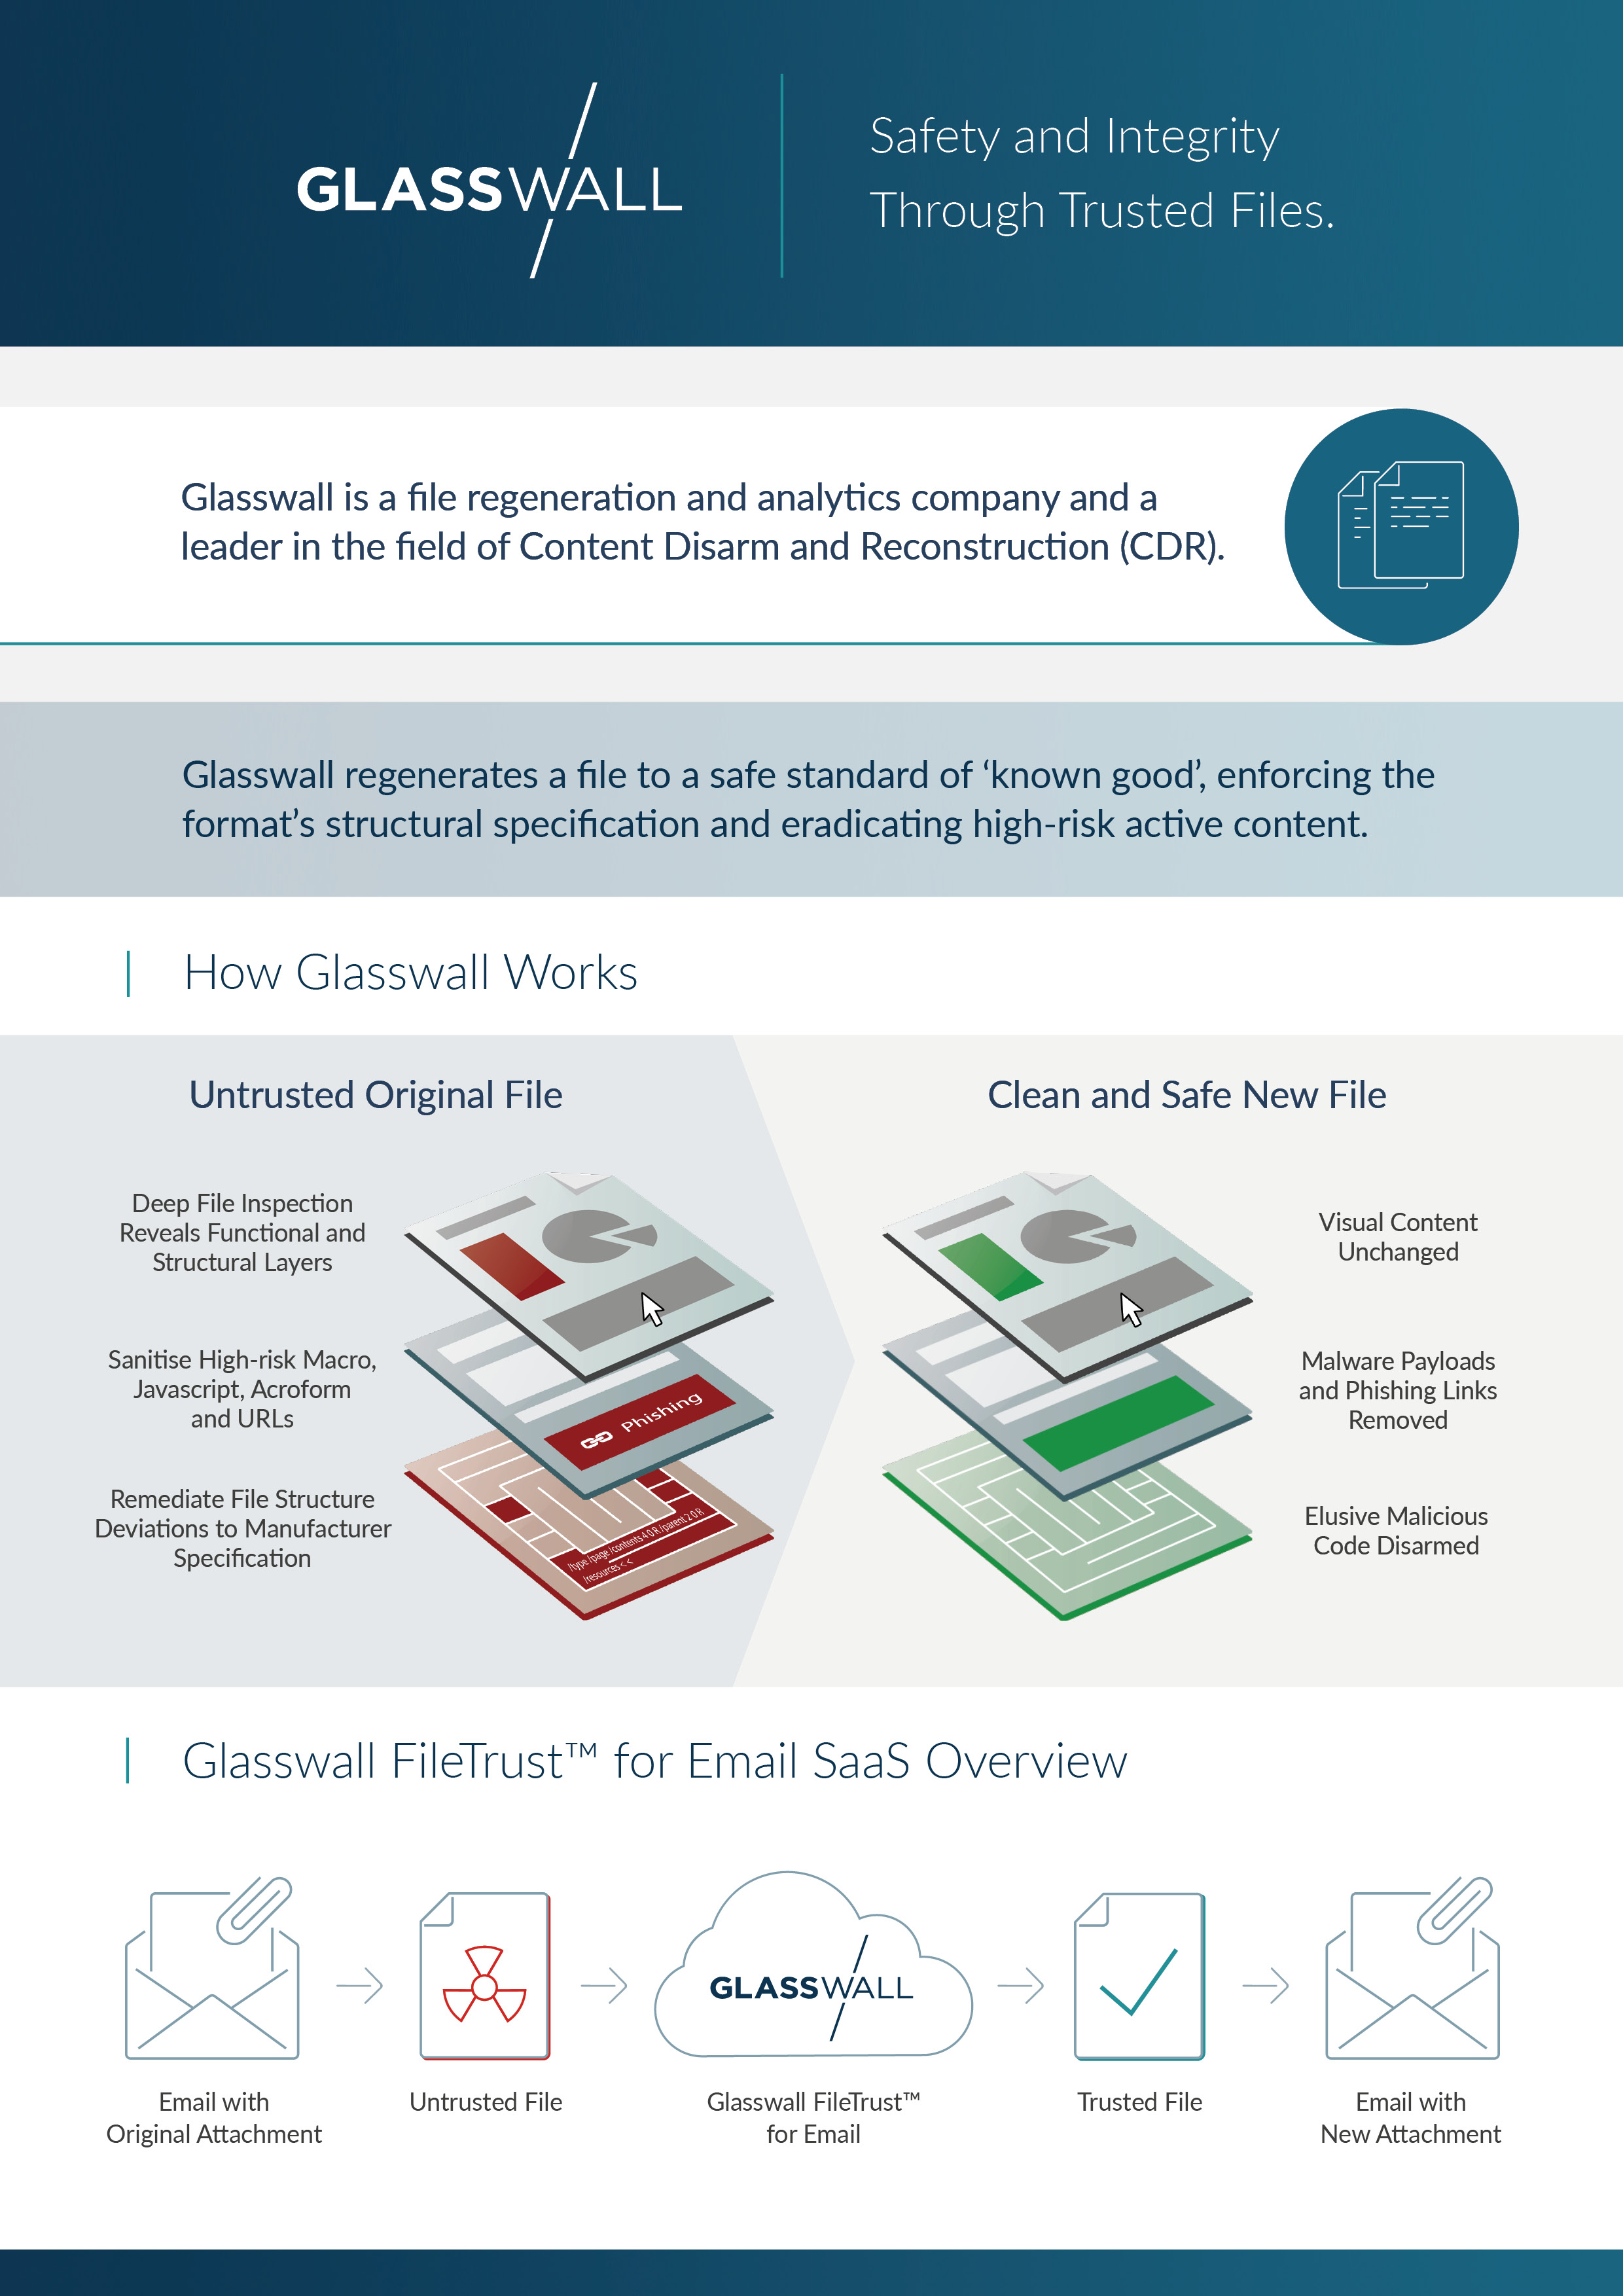 GLASSWALL
Safety and Integrity
Through Trusted Files.
Glasswall is a file regeneration and analytics company and a
leader in the field of Content Disarm and Reconstruction (CDR).
Glasswall regenerates a file to a safe standard of ‘known good’, enforcing the
format’s structural specification and eradicating high-risk active content.
How Glasswall Works
Untrusted Original File
Deep File Inspection
Reveals Functional and
Structural Layers
Sanitise High-risk Macro,
Javascript, Acroform
and URLs
Remediate File Structure
Deviations to Manufacturer
Specification
Phishing
/type /page /contents 4 0 R /parent 2 0 R
/resources < <
Clean and Safe New File
Visual Content
Unchanged
Malware Payloads
and Phishing Links
Removed
Elusive Malicious
Code Disarmed
Glasswall FileTrust™ for Email SaaS Overview
GLASSWALL
Email with
Original Attachment
Untrusted File
Glasswall FileTrust™
for Email
Trusted File
Email with
New Attachment